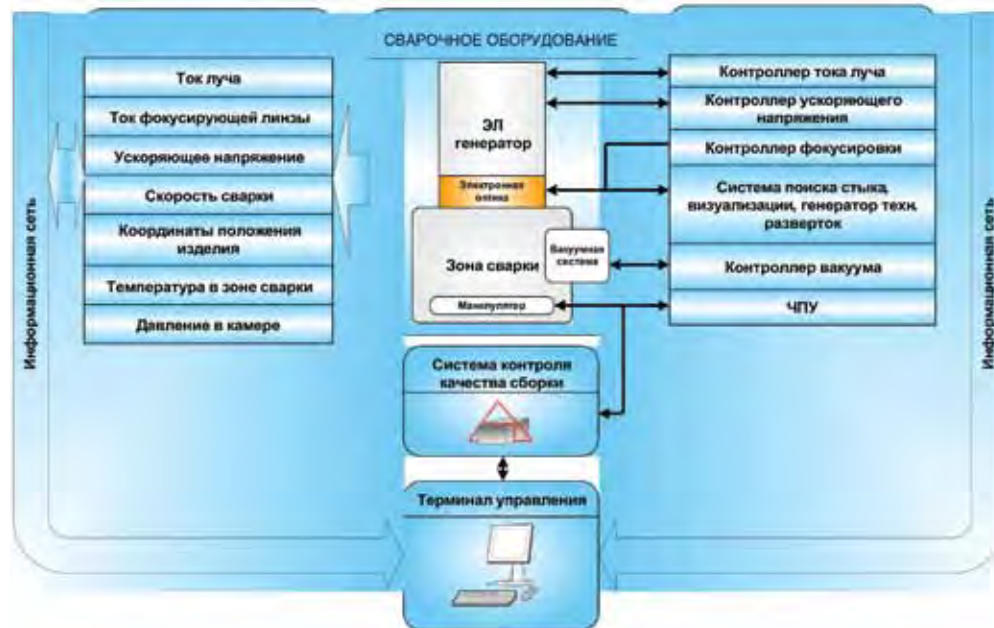 СВАРОЧНОЕ ОБОРУДОВАНИЕ
Информационная сеть
Ток луча
Ток фокусирующей линзы
Ускоряющее напряжение
Скорость сварки
Координаты положения
изделия
Температура в зоне сварки
Давление в камере
ЭЛ
генератор
Электронная
оптика
Зона сварки
Вакуумная
система
Манипулятор
Система контроля
качества сборки
Терминал управления
Контроллер тока луча
Контроллер ускоряющего
напряжения
Контроллер фокусировки
Система поиска стыка,
визуализации, генератор техн.
разверток
Контроллер вакуума
ЧПУ
Информационная сеть